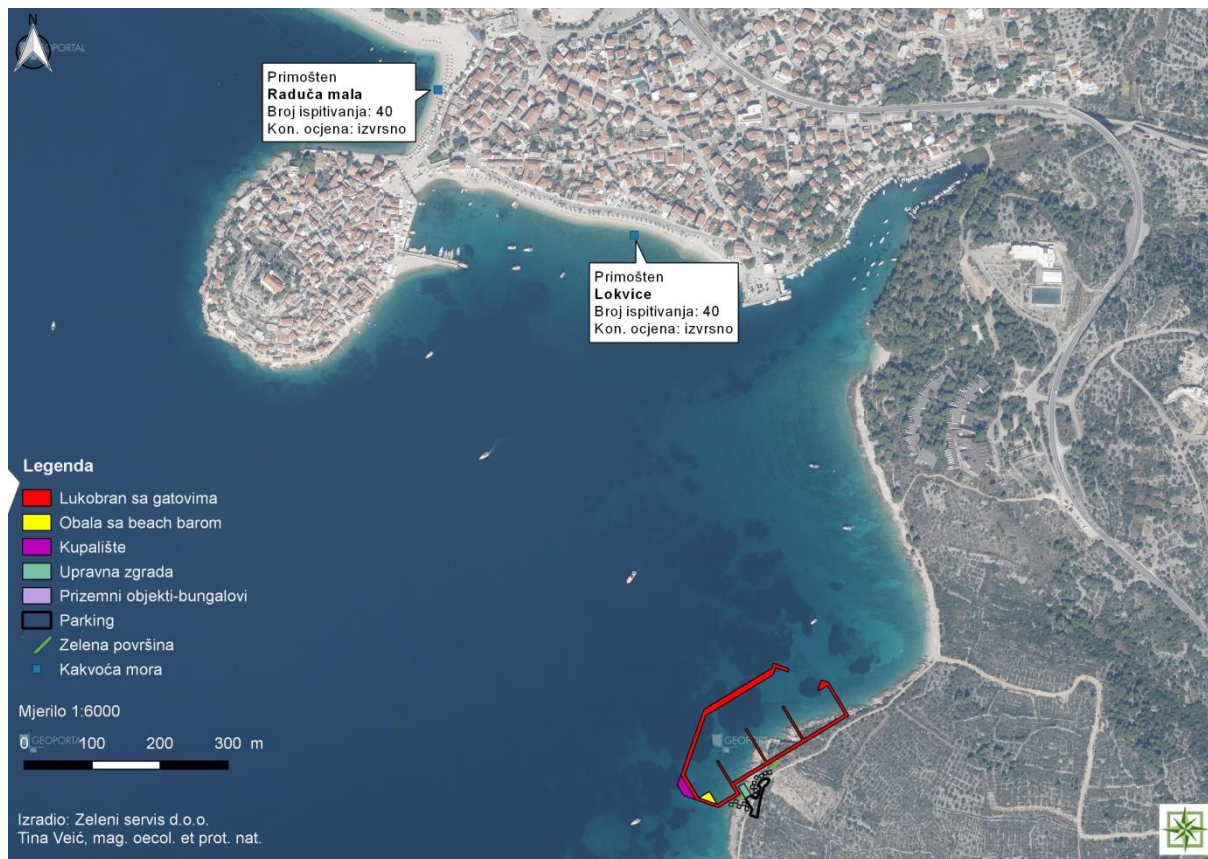 N
GEOPORTAL
Primošten
Raduča mala
Broj ispitivanja: 40
Kon. ocjena: izvrsno
Primošten
Lokvice
Broj ispitivanja: 40
Kon. ocjena: izvrsno
Legenda
Lukobran sa gatovima
Obala sa beach barom
Kupalište
Upravna zgrada
Prizemni objekti-bungalovi
Parking
Zelena površina
Kakvoća mora
Mjerilo 1:6000
0 100 200 300 m
GEOPORTAL
GEOPORTAL
Izradio: Zeleni servis d.o.o.
Tina Veić, mag. oecol. et prot. nat.